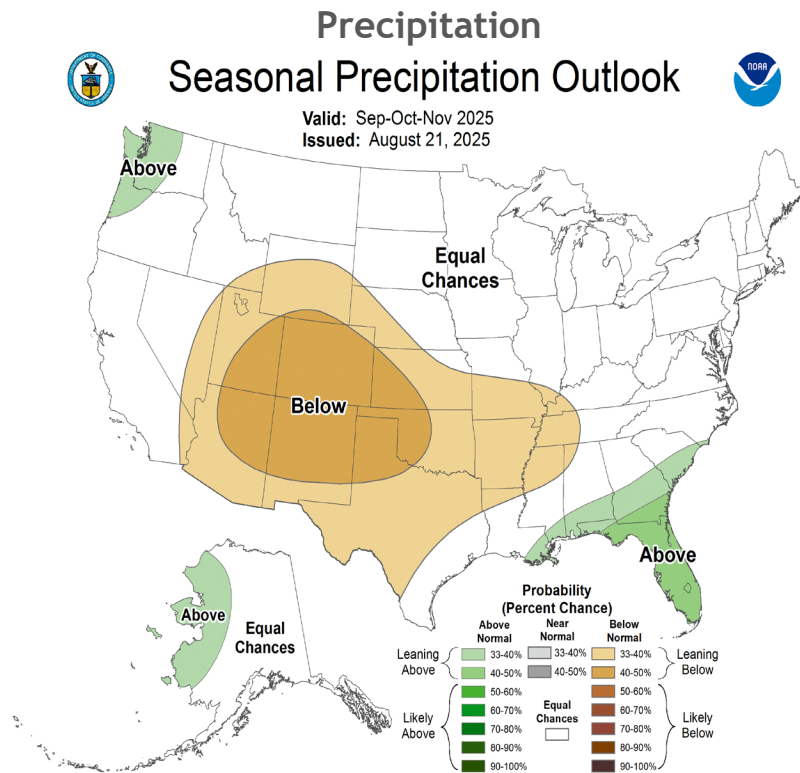 Precipitation
Seasonal Precipitation Outlook
NOAA
Valid: Sep-Oct-Nov 2025
Issued: August 21, 2025
Above
Equal
Chances
Below
Above
Above
Equal
Chances
Probability
(Percent Chance)
Above
Normal
Near
Normal
Below
Normal
Leaning
Above
33-40%
40-50%
33-40%
40-50%
33-40%
40-50%
Leaning
Below
Likely
Above
50-60%
60-70%
70-80%
80-90%
90-100%
Equal
Chances
50-60%
60-70%
70-80%
80-90%
90-100%
Likely
Below